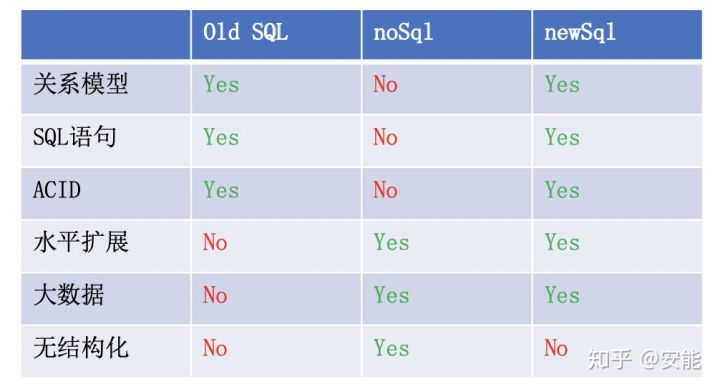 Old SQL noSql newSql
关系模型 Yes No Yes
SQL语句 Yes No Yes
ACID Yes No Yes
水平扩展 No Yes Yes
大数据 No Yes Yes
无结构化 No Yes No
知乎 @安能